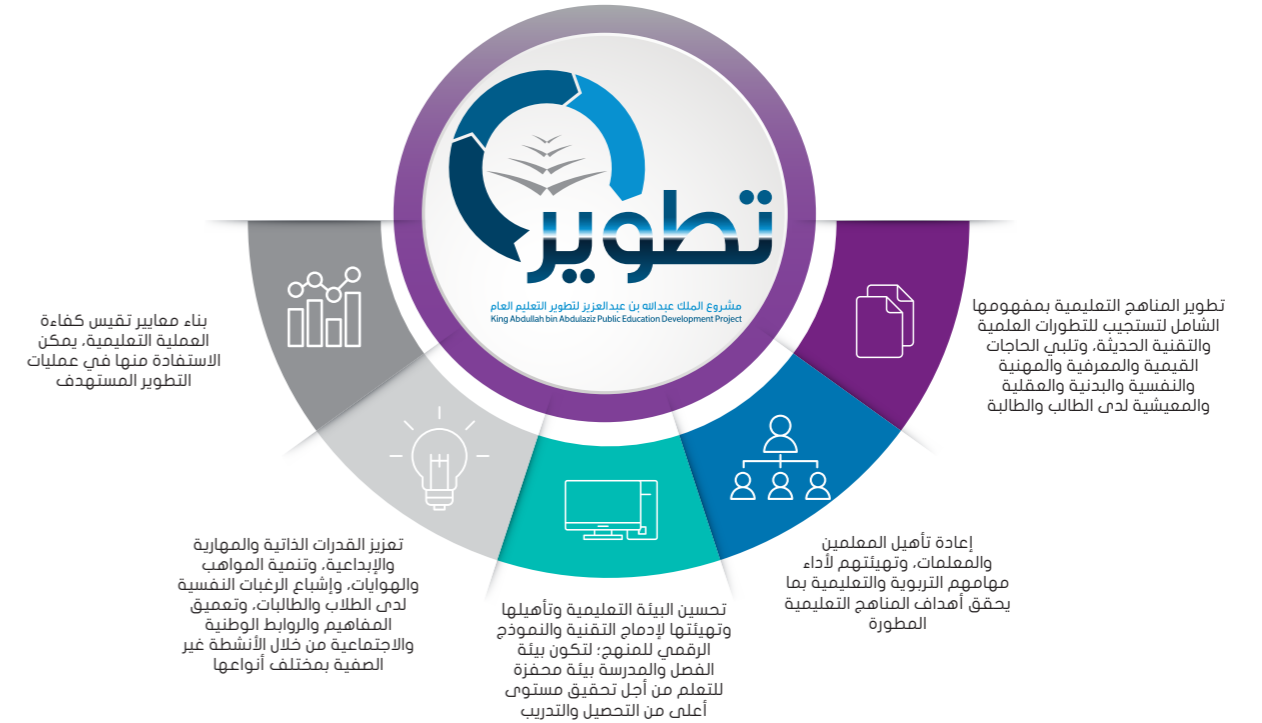 تطوير
مشروع الملك عبدالله بن عبدالعزيز لتطوير التعليم العام
King Abdullah bin Abdulaziz Public Education Development Project
تطوير المناهج التعليمية بمفهومها
الشامل لتستجيب للتطورات العلمية
والتقنية الحديثة، وتلبي الحاجات
القيمية والمعرفية والمهنية
والنفسية والبدنية والعقلية
والمعيشية لدى الطالب والطالبة
إعادة تأهيل المعلمين
والمعلمات، وتهيئتهم لأداء
مهامهم التربوية والتعليمية بما
يحقق أهداف المناهج التعليمية
المطورة
تحسين البيئة التعليمية وتأهيلها
وتهيئتها لإدماج التقنية والنموذج
الرقمي للمنهج؛ لتكون بيئة
الفصل والمدرسة بيئة محفزة
للتعلم من أجل تحقيق مستوى
أعلى من التحصيل والتدريب
تعزيز القدرات الذاتية والمهارية
والإبداعية، وتنمية المواهب
والهوايات، وإشباع الرغبات النفسية
لدى الطلاب والطالبات، وتعميق
المفاهيم والروابط الوطنية
والاجتماعية من خلال الأنشطة غير
الصفية بمختلف أنواعها
بناء معايير تقيس كفاءة
العملية التعليمية، يمكن
الاستفادة منها في عمليات
التطوير المستهدف